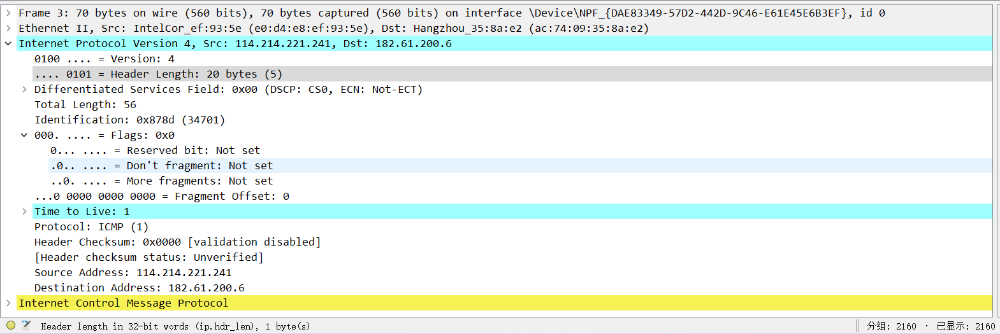 Frame 3: 70 bytes on wire (560 bits), 70 bytes captured (560 bits) on interface \Device\NPF_{DAE83349-57D2-442D-9C46-E61E45E6B3EF}, id 0
Ethernet II, Src: IntelCor_ef:93:5e (e0:d4:e8:ef:93:5e), Dst: Hangzhou_35:8a:e2 (ac:74:09:35:8a:e2)
Internet Protocol Version 4, Src: 114.214.221.241, Dst: 182.61.200.6
0100 .... = Version: 4
.... 0101 = Header Length: 20 bytes (5)
Differentiated Services Field: 0x00 (DSCP: CS0, ECN: Not-ECT)
Total Length: 56
Identification: 0x878d (34701)
000. .... = Flags: 0x0
0... .... = Reserved bit: Not set
.0.. .... = Don't fragment: Not set
..0. .... = More fragments: Not set
...0 0000 0000 0000 = Fragment Offset: 0
Time to Live: 1
Protocol: ICMP (1)
Header Checksum: 0x0000 [validation disabled]
[Header checksum status: Unverified]
Source Address: 114.214.221.241
Destination Address: 182.61.200.6
Internet Control Message Protocol
Header length in 32-bit words (ip.hdr_len), 1 byte(s) 分组: 2160 · 已显示: 2160